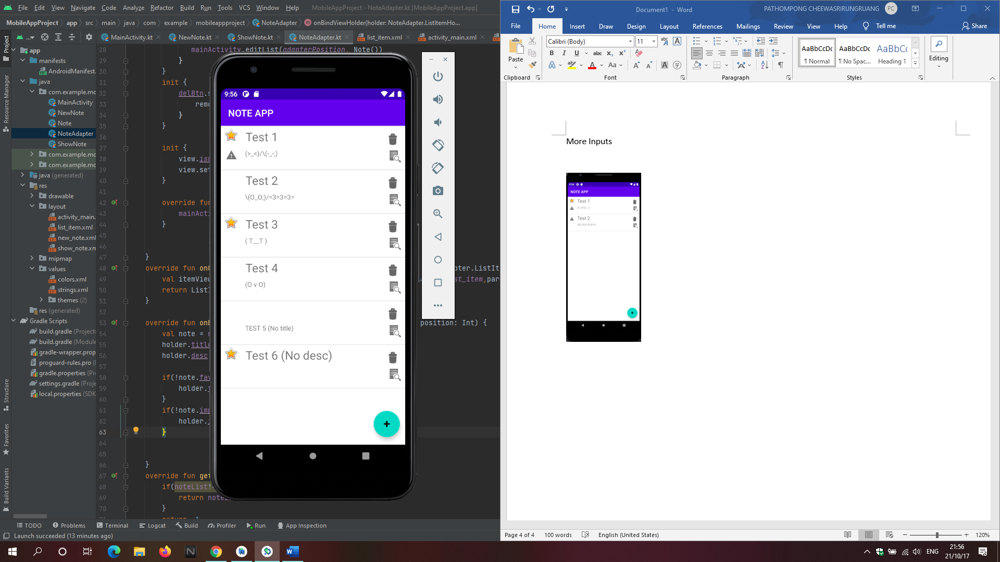 File Edit View Navigate Code Analyze Refactor Build Run Tools VCS Window Help MobileAppProject - NoteAdapter.kt [MobileAppProject.app]
MobileAppProject app src main java com example mobileappproject NoteAdapter onBindViewHolder(holder: NoteAdapter.ListItemHo...
MainActivity.kt NewNote.kt ShowNote.kt NoteAdapter.kt list_item.xml activity_main.xml
Project
Resource Manager
Structure
Favorites
Build Variants
app
manifests
AndroidManifest.
java
com.example.mo
MainActivity
NewNote
Note
NoteAdapter
ShowNote
com.example.mo
com.example.mo
java (generated)
res
drawable
layout
activity_main.
list_item.xml
new_note.xml
show_note.xm
mipmap
values
colors.xml
strings.xml
themes (2)
res (generated)
Gradle Scripts
build.gradle (Project:
build.gradle (Module
gradle-wrapper.prop
proguard-rules.pro
gradle.properties (Pr
settings.gradle (Proje
local.properties (SDK
28 mainActivity.editList(adapterPosition, Note())
29 }
30 }
31 init {
32 delBtn.s
33 remo
34 }
35 }
36
37 init {
38 view.is
39 view.set
40 }
41
42 override fun
43 mainActi
44 }
45
46
47 }
48 override fun on pter.ListIt
49 val itemView st_item,par
50 return ListI
51 }
52
53 override fun on position: Int) {
54 val note =
55 holder.title
56 holder.desc
57
58 if(!note.fav
59 holder.
60 }
61 if(!note.imp
62 holder.
63 }
64
65
66 }
67 override fun get
68 if(noteList!
69 return note
70 }
9:56
NOTE APP
Test 1
(>_<)/\(-_-;)
Test 2
\(O_O;)/=3=3=3=
Test 3
( T__T )
Test 4
(O v O)
TEST 5 (No title)
Test 6 (No desc)
+
TODO Problems Terminal Logcat Build Profiler Run App Inspection
Launch succeeded (13 minutes ago)
Document1 - Word PATHOMPONG CHEEWASRIRUNGRUANG PC
File Home Insert Draw Design Layout References Mailings Review View Help Tell me Share
Paste
Calibri (Body) 11
B I U abc x₂ x²
Aa
AaBbCcDc AaBbCcDc AaBbCc
¶ Normal ¶ No Spac... Heading 1
Editing
Clipboard Font Paragraph Styles
More Inputs
9:54
NOTE APP
Test 1
Test 2
+
Page 4 of 4 100 words English (United States) 120%
ENG
21:56
21/10/17